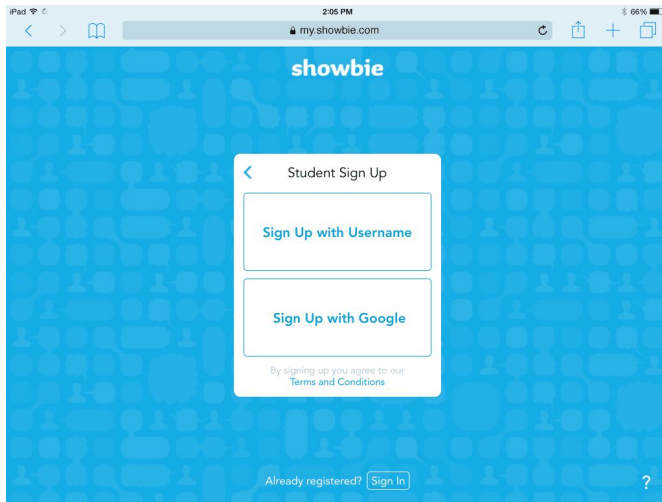 iPad 2:05 PM 66%
my.showbie.com
showbie
Student Sign Up
Sign Up with Username
Sign Up with Google
By signing up you agree to our
Terms and Conditions
Already registered? Sign In
?